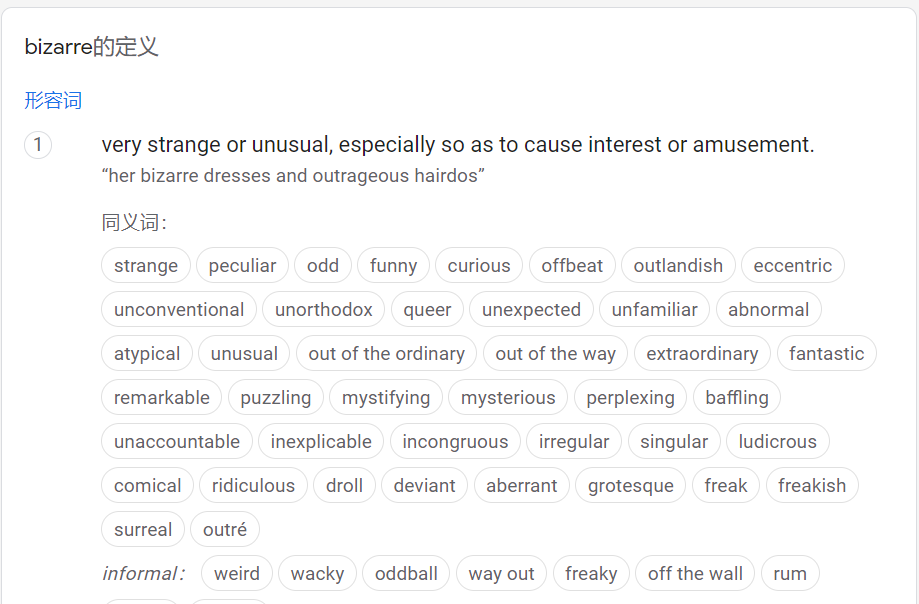 bizarre的定义
形容词
1 very strange or unusual, especially so as to cause interest or amusement.
“her bizarre dresses and outrageous hairdos”
同义词：
strange peculiar odd funny curious offbeat outlandish eccentric
unconventional unorthodox queer unexpected unfamiliar abnormal
atypical unusual out of the ordinary out of the way extraordinary fantastic
remarkable puzzling mystifying mysterious perplexing baffling
unaccountable inexplicable incongruous irregular singular ludicrous
comical ridiculous droll deviant aberrant grotesque freak freakish
surreal outré
informal： weird wacky oddball way out freaky off the wall rum